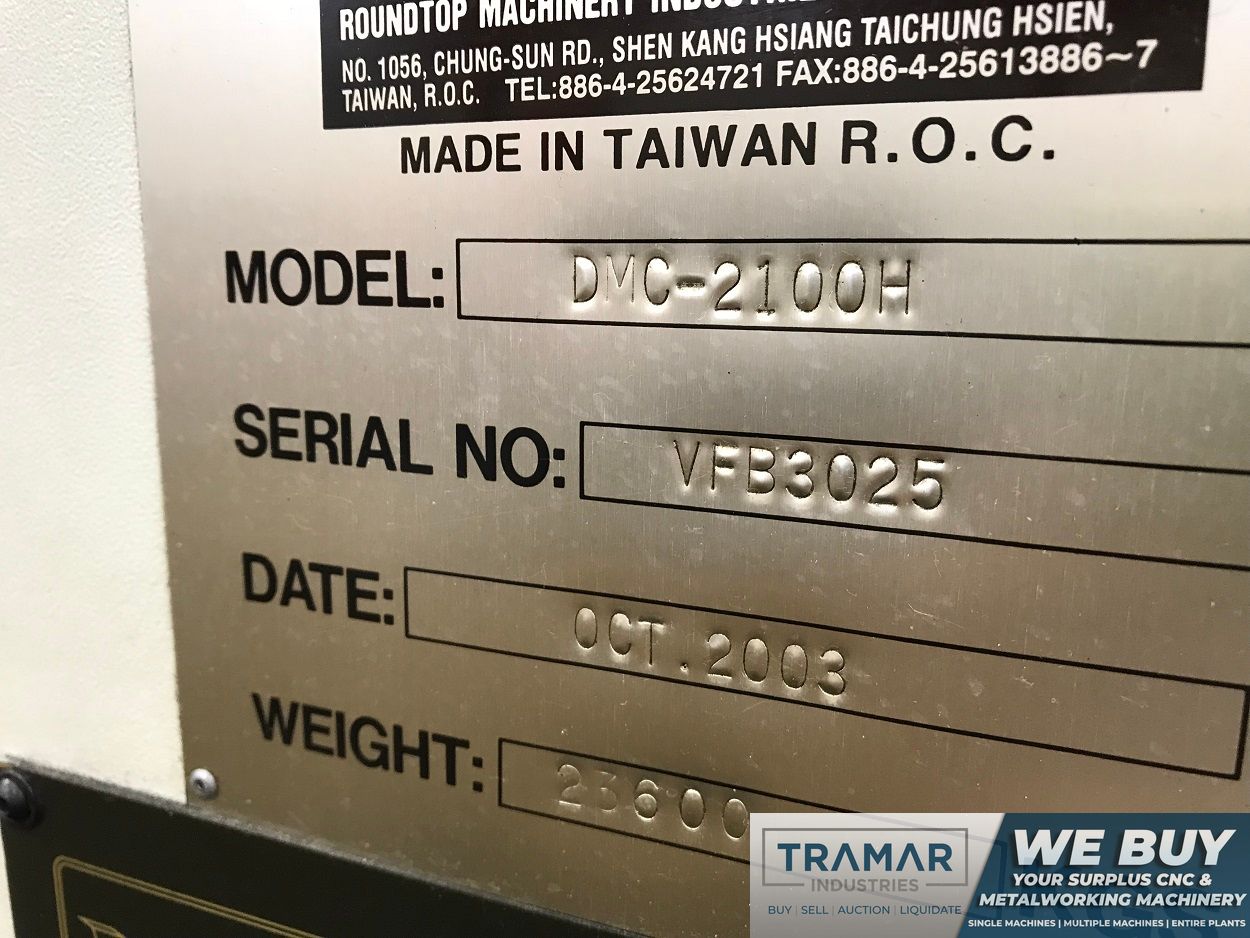 ROUNDTOP MACHINERY
NO. 1056, CHUNG-SUN RD., SHEN KANG HSIANG TAICHUNG HSIEN,
TAIWAN, R.O.C. TEL:886-4-25624721 FAX:886-4-25613886~7
MADE IN TAIWAN R.O.C.
MODEL: DMC-2100H
SERIAL NO: VFB3025
DATE: OCT.2003
WEIGHT: 23600
TRAMAR
INDUSTRIES
BUY | SELL | AUCTION | LIQUIDATE
WE BUY
YOUR SURPLUS CNC &
METALWORKING MACHINERY
SINGLE MACHINES | MULTIPLE MACHINES | ENTIRE PLANTS